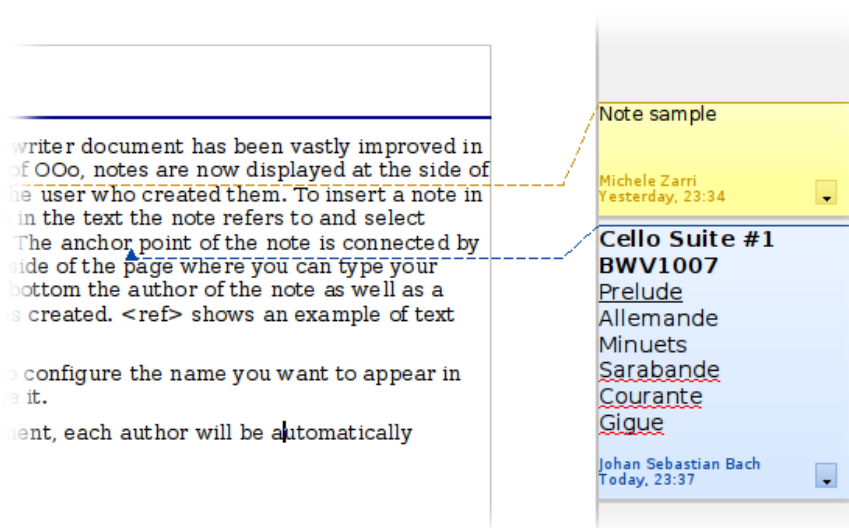 writer document has been vastly improved in
of OOo, notes are now displayed at the side of
he user who created them. To insert a note in
in the text the note refers to and select
The anchor point of the note is connected by
side of the page where you can type your
bottom the author of the note as well as a
s created. <ref> shows an example of text
o configure the name you want to appear in
e it.
ment, each author will be automatically
Note sample
Michele Zarri
Yesterday, 23:34
Cello Suite #1
BWV1007
Prelude
Allemande
Minuets
Sarabande
Courante
Gigue
Johan Sebastian Bach
Today, 23:37